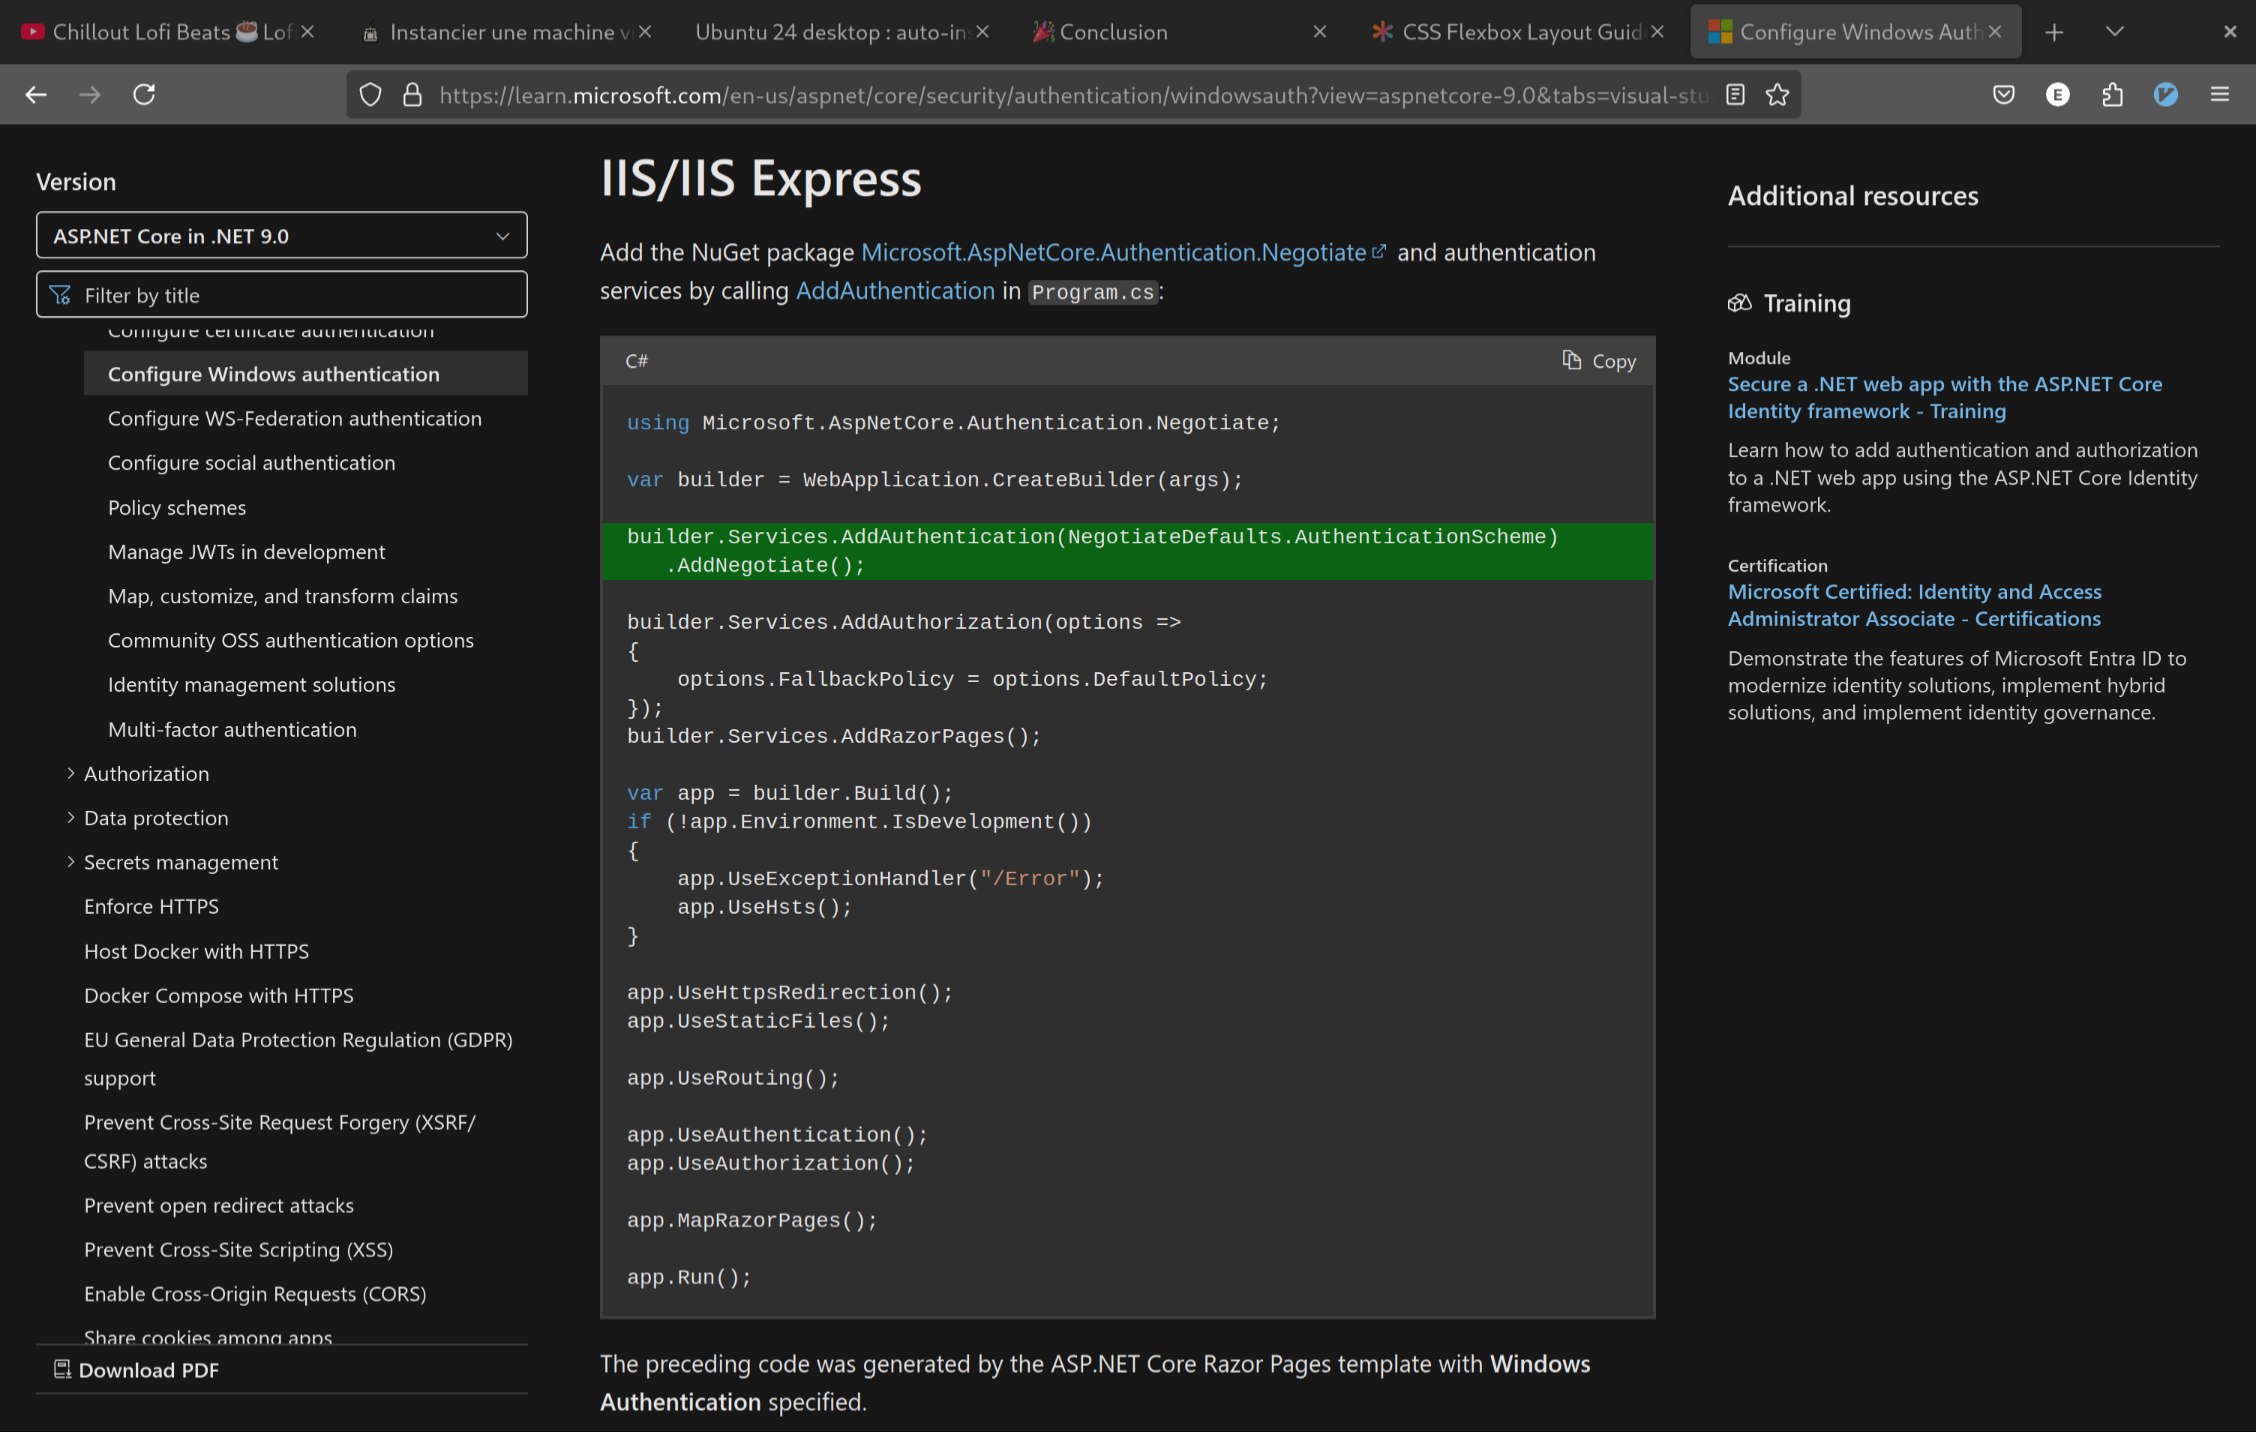 Chillout Lofi Beats ☕ Lof
Instancier une machine v
Ubuntu 24 desktop : auto-in
🎉 Conclusion
CSS Flexbox Layout Guid
Configure Windows Auth
https://learn.microsoft.com/en-us/aspnet/core/security/authentication/windowsauth?view=aspnetcore-9.0&tabs=visual-stu
E
Version
ASP.NET Core in .NET 9.0
Filter by title
Configure certificate authentication
Configure Windows authentication
Configure WS-Federation authentication
Configure social authentication
Policy schemes
Manage JWTs in development
Map, customize, and transform claims
Community OSS authentication options
Identity management solutions
Multi-factor authentication
Authorization
Data protection
Secrets management
Enforce HTTPS
Host Docker with HTTPS
Docker Compose with HTTPS
EU General Data Protection Regulation (GDPR)
support
Prevent Cross-Site Request Forgery (XSRF/
CSRF) attacks
Prevent open redirect attacks
Prevent Cross-Site Scripting (XSS)
Enable Cross-Origin Requests (CORS)
Share cookies among apps
Download PDF
IIS/IIS Express
Add the NuGet package Microsoft.AspNetCore.Authentication.Negotiate and authentication
services by calling AddAuthentication in Program.cs:
C#
Copy
using Microsoft.AspNetCore.Authentication.Negotiate;
var builder = WebApplication.CreateBuilder(args);
builder.Services.AddAuthentication(NegotiateDefaults.AuthenticationScheme)
   .AddNegotiate();
builder.Services.AddAuthorization(options =>
{
    options.FallbackPolicy = options.DefaultPolicy;
});
builder.Services.AddRazorPages();
var app = builder.Build();
if (!app.Environment.IsDevelopment())
{
    app.UseExceptionHandler("/Error");
    app.UseHsts();
}
app.UseHttpsRedirection();
app.UseStaticFiles();
app.UseRouting();
app.UseAuthentication();
app.UseAuthorization();
app.MapRazorPages();
app.Run();
The preceding code was generated by the ASP.NET Core Razor Pages template with Windows
Authentication specified.
Additional resources
Training
Module
Secure a .NET web app with the ASP.NET Core
Identity framework - Training
Learn how to add authentication and authorization
to a .NET web app using the ASP.NET Core Identity
framework.
Certification
Microsoft Certified: Identity and Access
Administrator Associate - Certifications
Demonstrate the features of Microsoft Entra ID to
modernize identity solutions, implement hybrid
solutions, and implement identity governance.